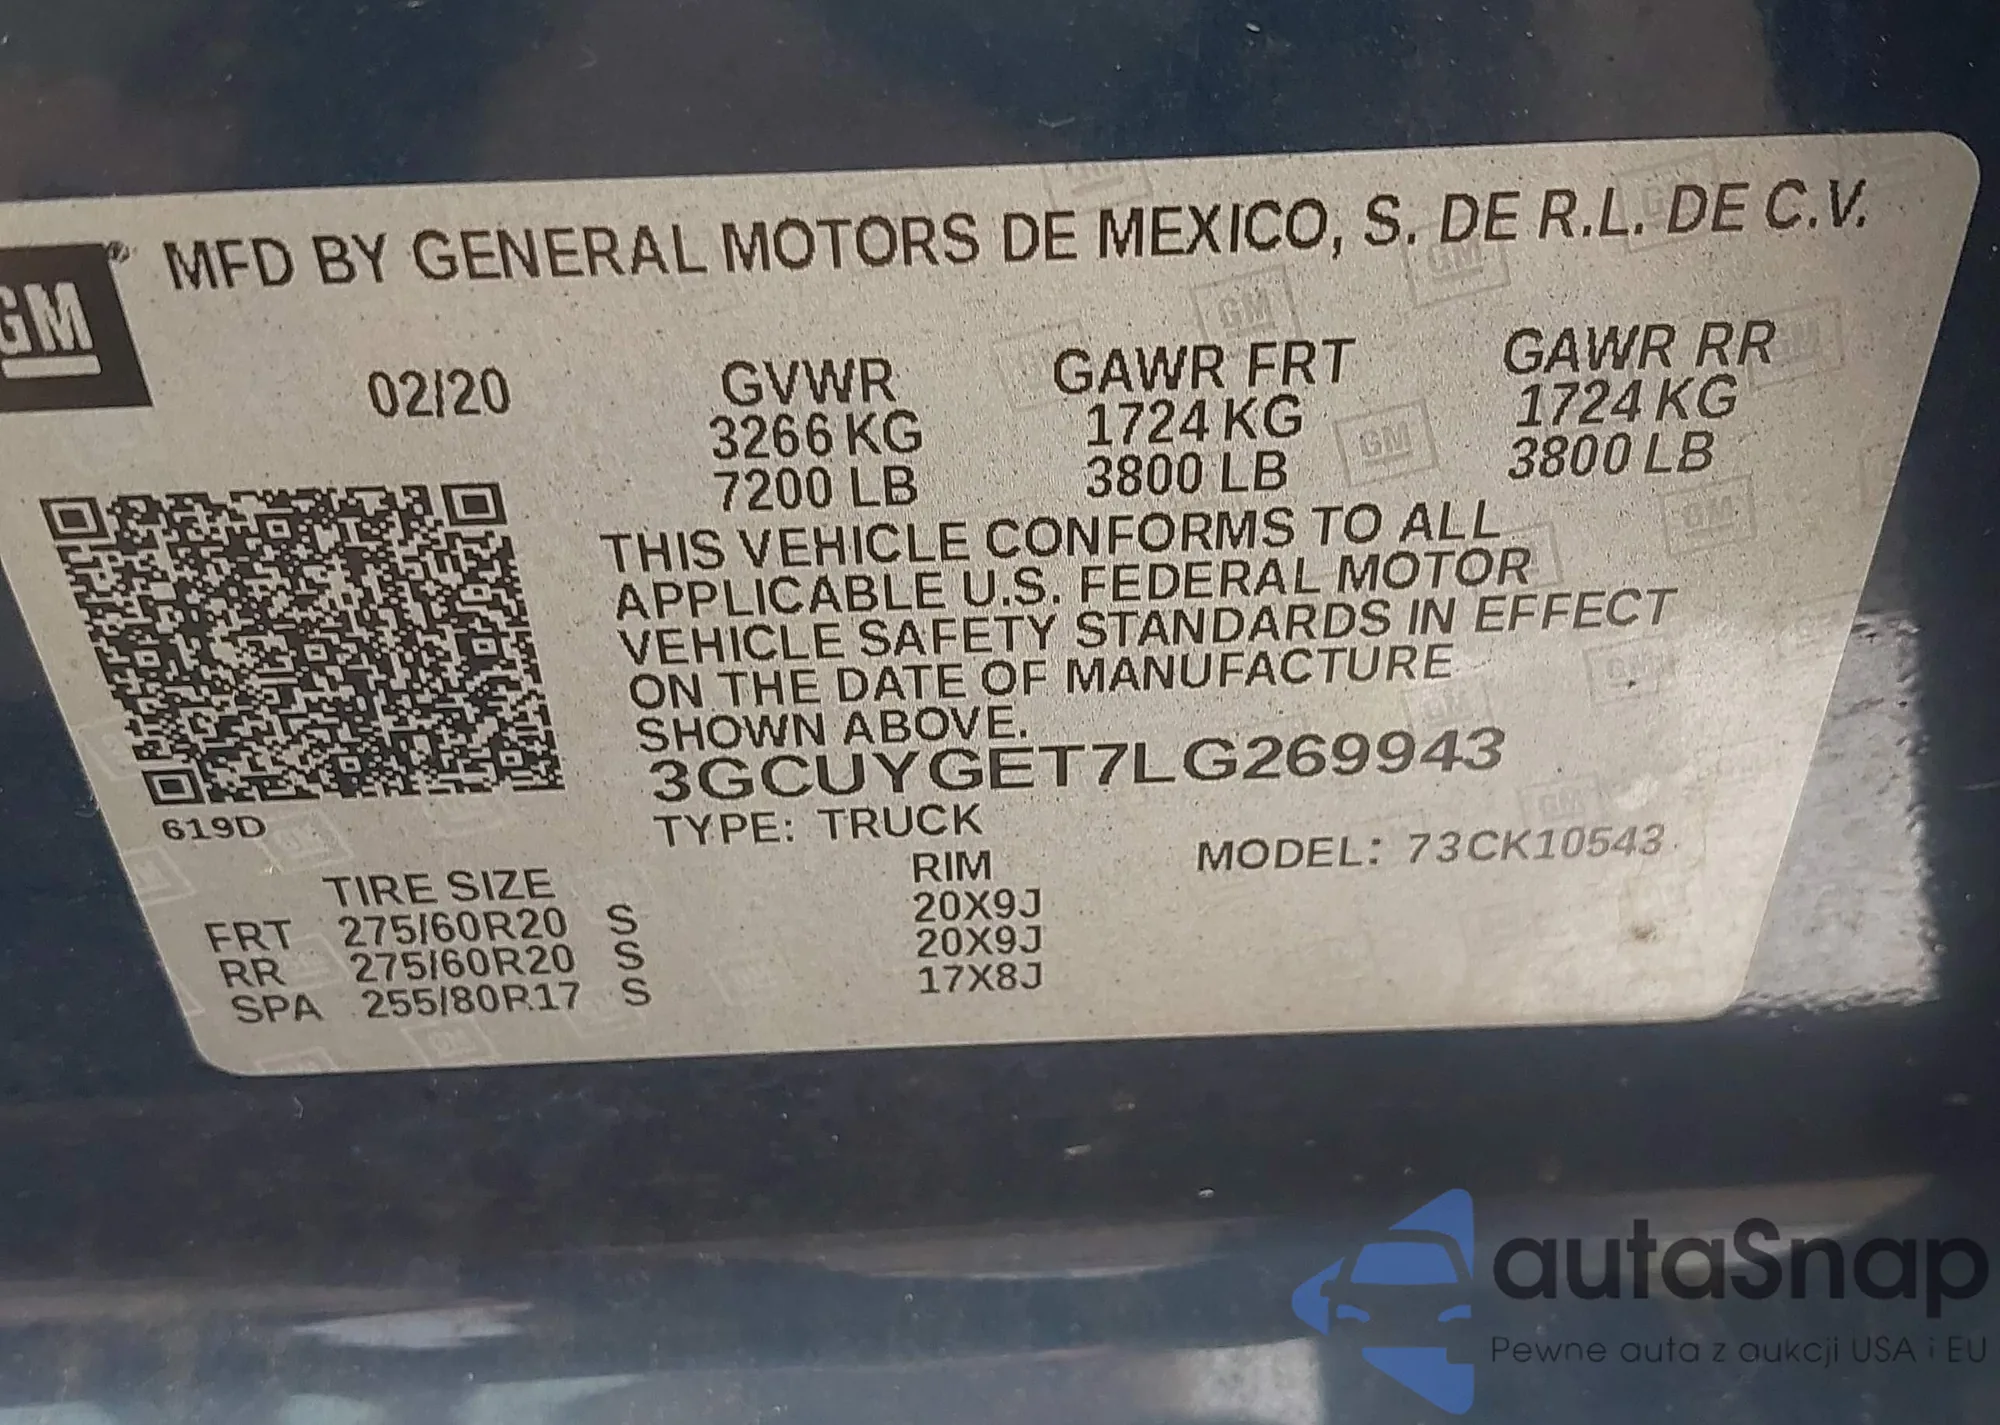 GM
MFD BY GENERAL MOTORS DE MEXICO, S. DE R.L. DE C.V.
02/20
GVWR
3266 KG
7200 LB
GAWR FRT
1724 KG
3800 LB
GAWR RR
1724 KG
3800 LB
THIS VEHICLE CONFORMS TO ALL
APPLICABLE U.S. FEDERAL MOTOR
VEHICLE SAFETY STANDARDS IN EFFECT
ON THE DATE OF MANUFACTURE
SHOWN ABOVE.
3GCUYGET7LG269943
619D
TYPE: TRUCK
MODEL: 73CK10543
TIRE SIZE RIM
FRT 275/60R20 S 20X9J
RR 275/60R20 S 20X9J
SPA 255/80R17 S 17X8J
autaSnap
Pewne auta z aukcji USA i EU